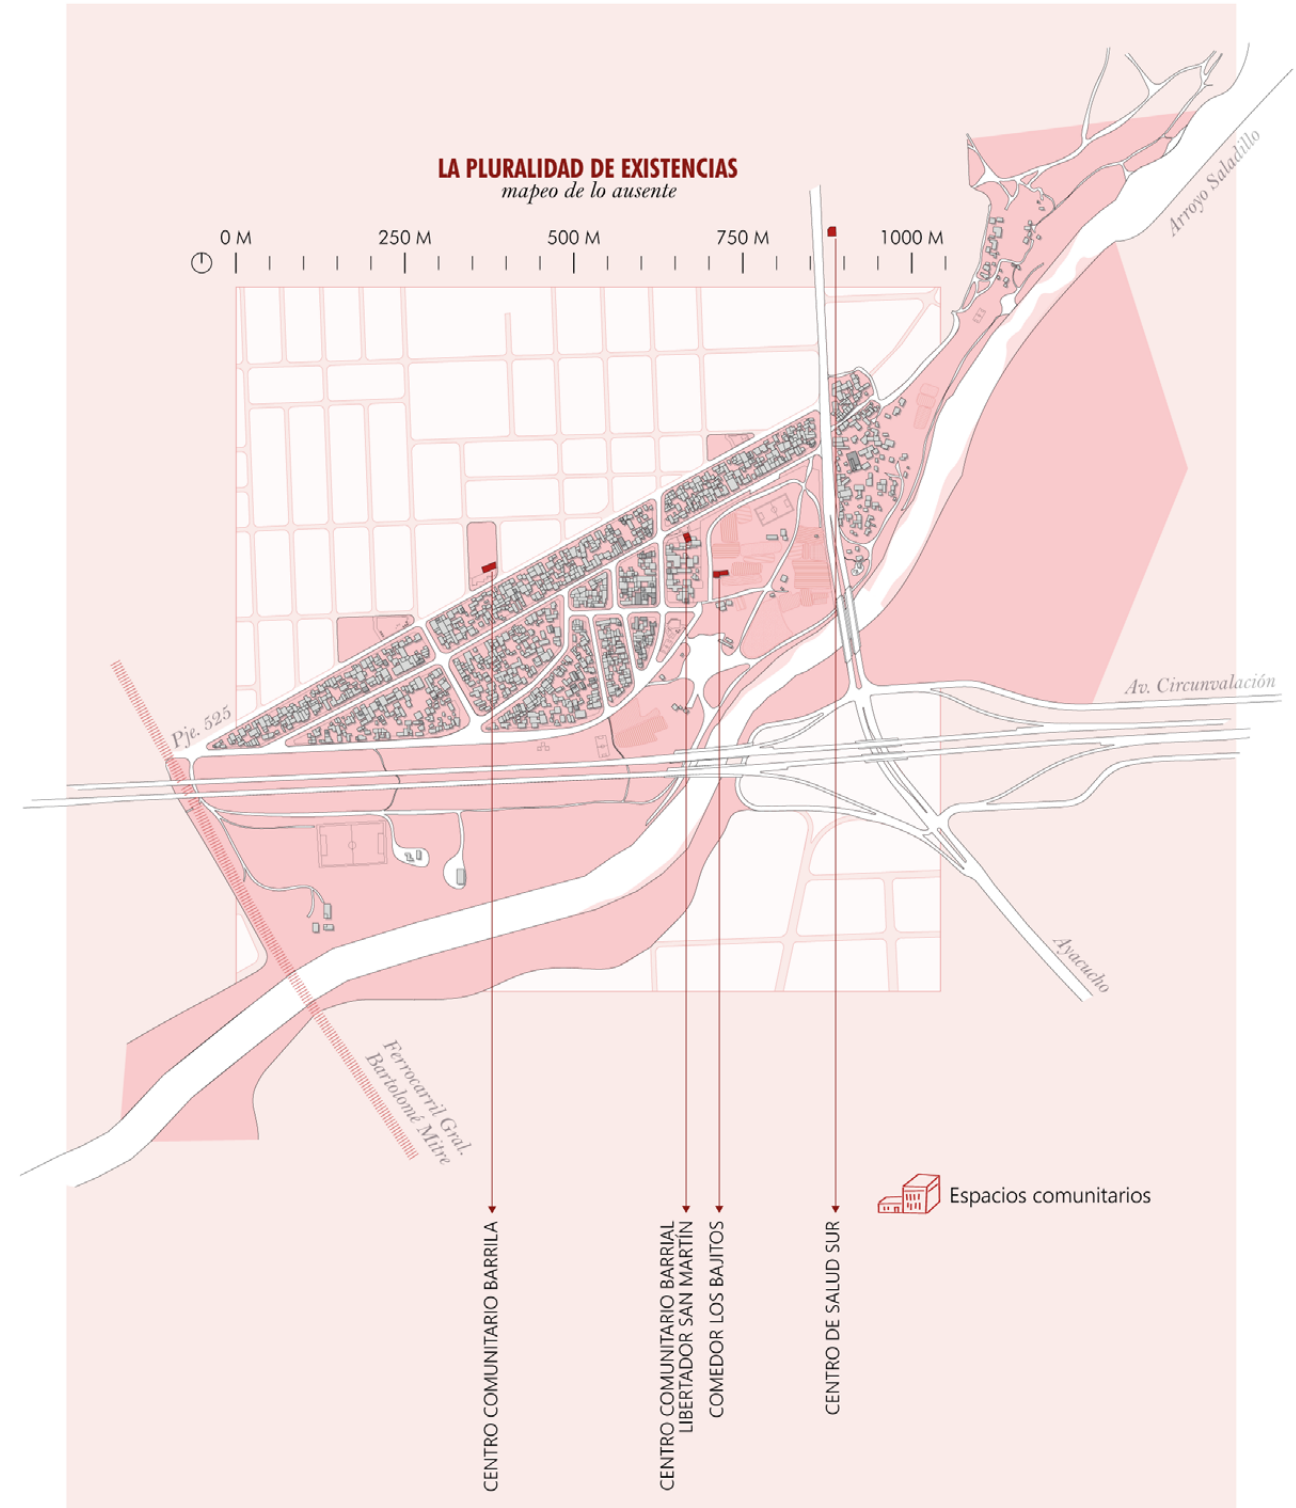 LA PLURALIDAD DE EXISTENCIAS
mapeo de lo ausente
0 M
250 M
500 M
750 M
1000 M
Arroyo Saladillo
Av. Circunvalación
Pje. 525
Ayacucho
Ferrocarril Gral.
Bartolomé Mitre
Espacios comunitarios
CENTRO COMUNITARIO BARRILA
CENTRO COMUNITARIO BARRIAL
LIBERTADOR SAN MARTÍN
COMEDOR LOS BAJITOS
CENTRO DE SALUD SUR